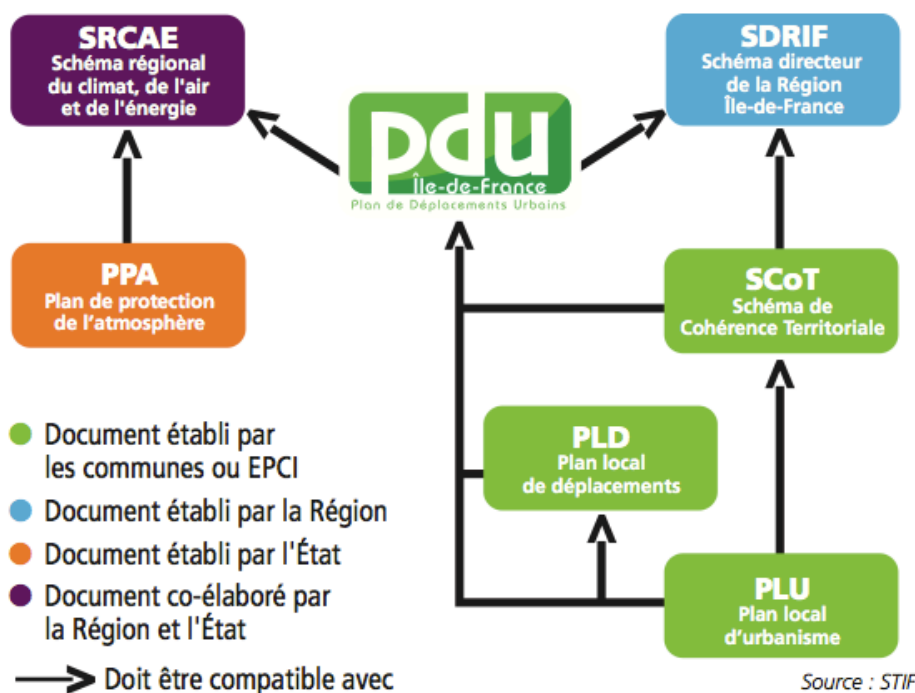 SRCAE
Schéma régional
du climat, de l'air
et de l'énergie
SDRIF
Schéma directeur
de la Région
Île-de-France
pdu
Île-de-France
Plan de Déplacements Urbains
PPA
Plan de protection
de l'atmosphère
SCoT
Schéma de
Cohérence Territoriale
PLD
Plan local
de déplacements
PLU
Plan local
d'urbanisme
Document établi par
les communes ou EPCI
Document établi par la Région
Document établi par l'État
Document co-élaboré par
la Région et l'État
Doit être compatible avec
Source : STIF